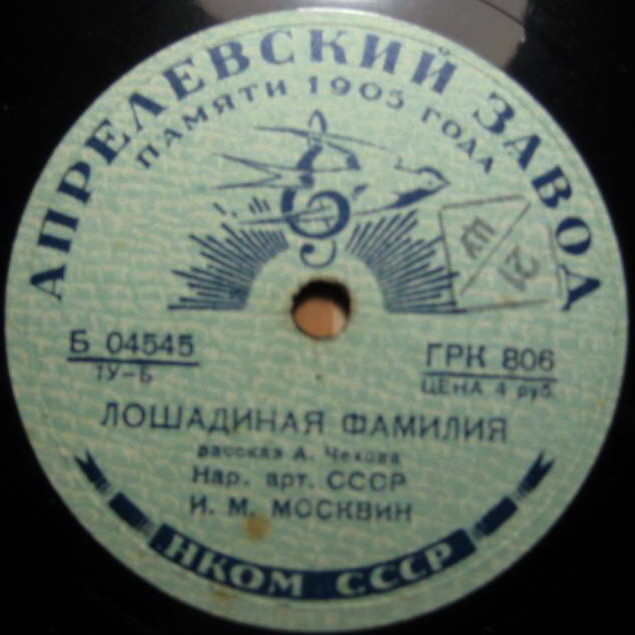 АПРЕЛЕВСКИЙ ЗАВОД
ПАМЯТИ 1905 ГОДА
21
Б 04545
ГРК 806
ТУ—Б
ЦЕНА 4 руб.
ЛОШАДИНАЯ ФАМИЛИЯ
рассказ А. Чехова
Нар. арт. СССР
И. М. МОСКВИН
НКОМ СССР